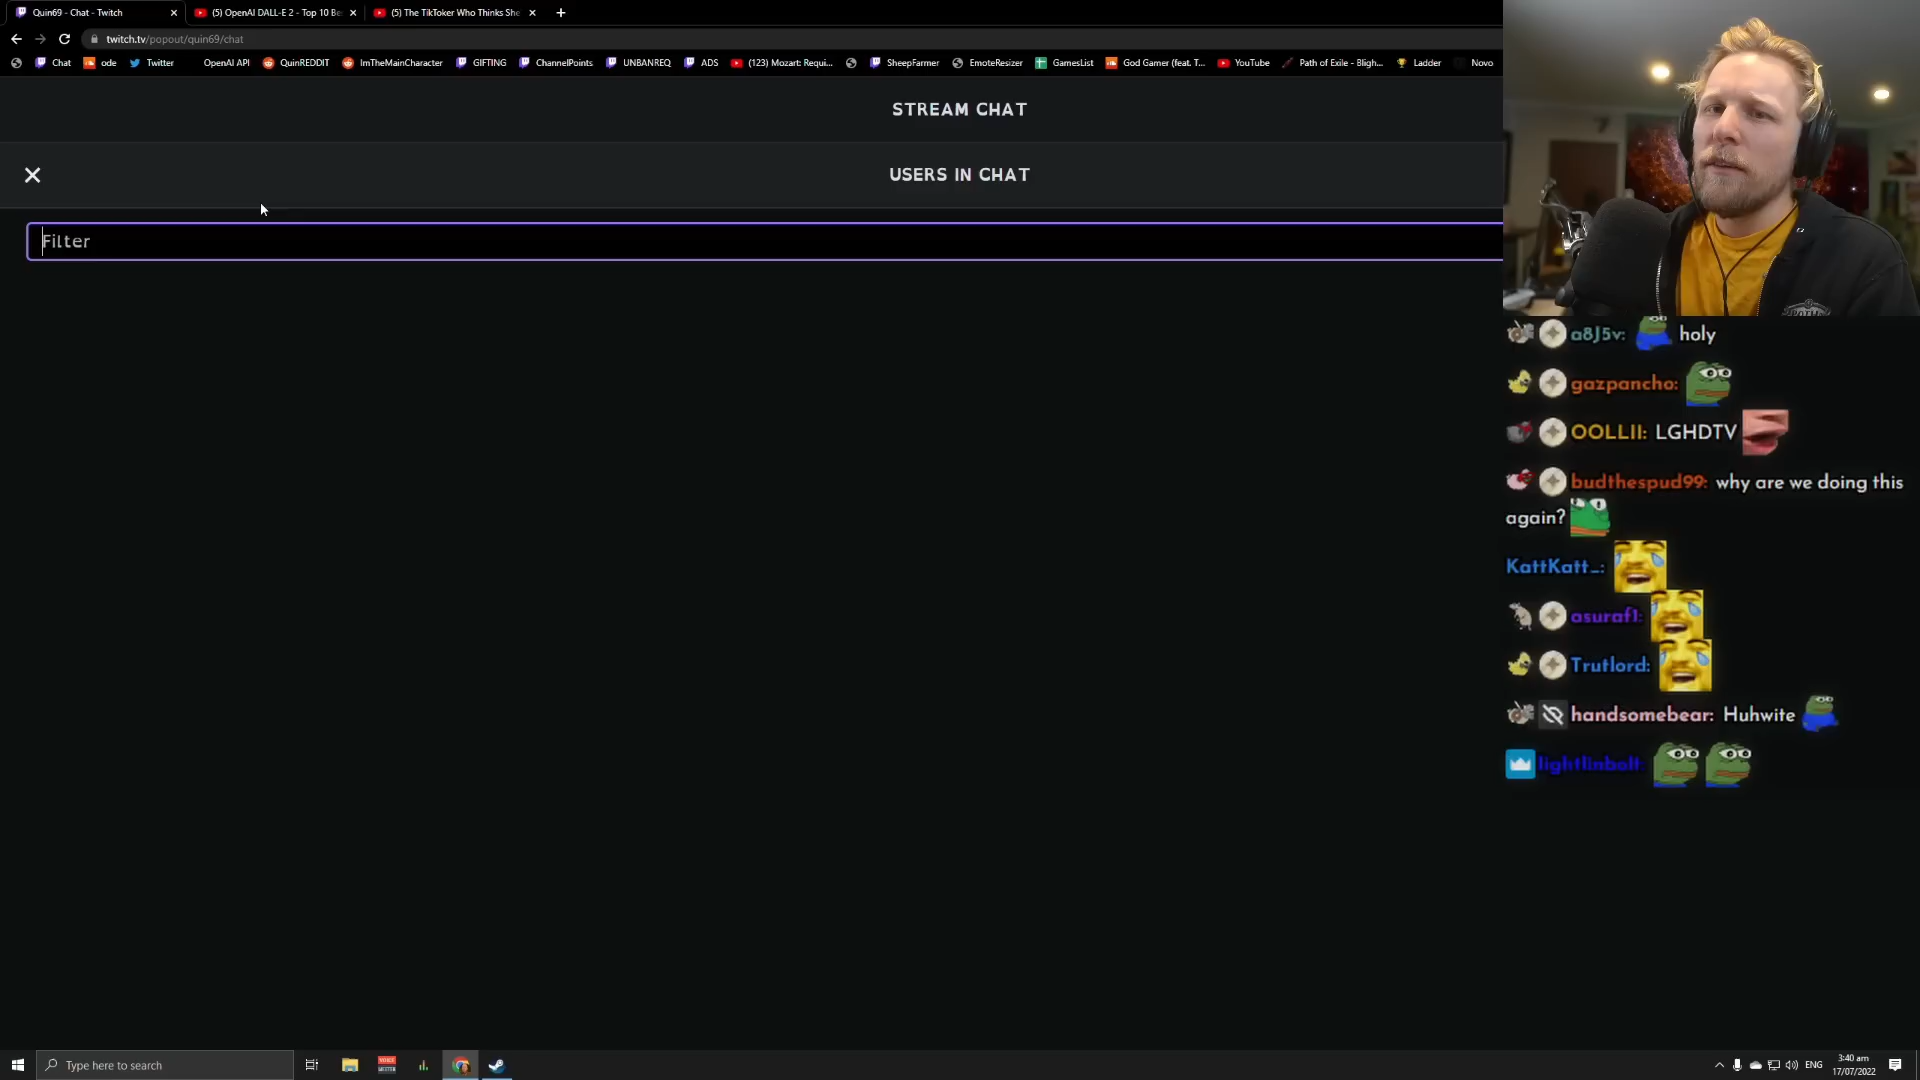 Quin69 - Chat - Twitch
(5) OpenAI DALL-E 2 - Top 10 Be
(5) The TikToker Who Thinks She
twitch.tv/popout/quin69/chat
Chat
ode
Twitter
OpenAI API
QuinREDDIT
ImTheMainCharacter
GIFTING
ChannelPoints
UNBANREQ
ADS
(123) Mozart: Requi...
SheepFarmer
EmoteResizer
GamesList
God Gamer (feat. T...
YouTube
Path of Exile - Bligh...
Ladder
Novo
STREAM CHAT
USERS IN CHAT
Filter
a8J5v: holy
gazpancho:
OOLLII: LGHDTV
budthespud99: why are we doing this
again?
KattKatt_:
asuraf1:
Trutlord:
handsomebear: Huhwite
lightlinbolt:
Type here to search
ENG
3:40 am
17/07/2022